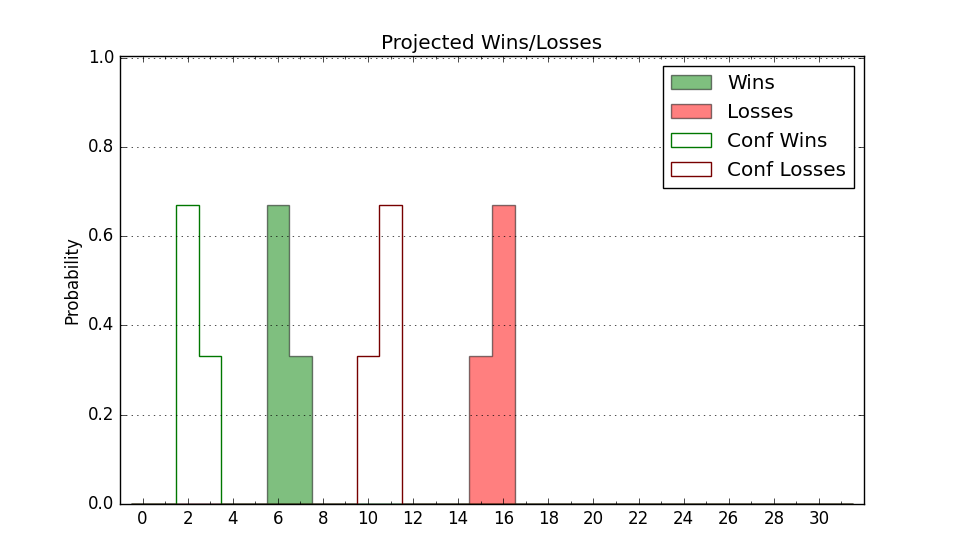 Projected Wins/Losses
1.0
0.8
0.6
0.4
0.2
0.0
Probability
Wins
Losses
Conf Wins
Conf Losses
0 2 4 6 8 10 12 14 16 18 20 22 24 26 28 30